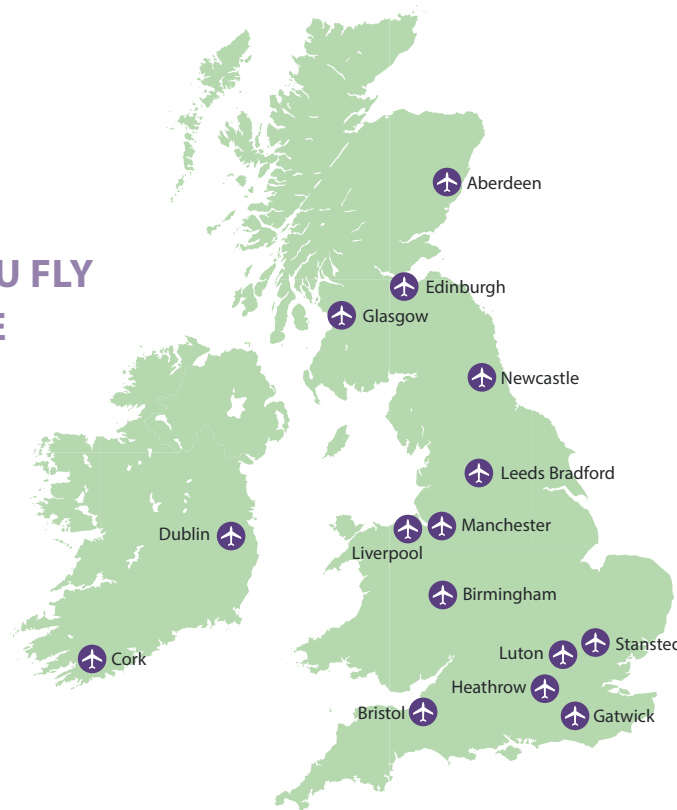 Aberdeen
U FLY
Edinburgh
E
Glasgow
Newcastle
Leeds Bradford
Manchester
Dublin
Liverpool
Birmingham
Stansted
Luton
Cork
Heathrow
Bristol
Gatwick